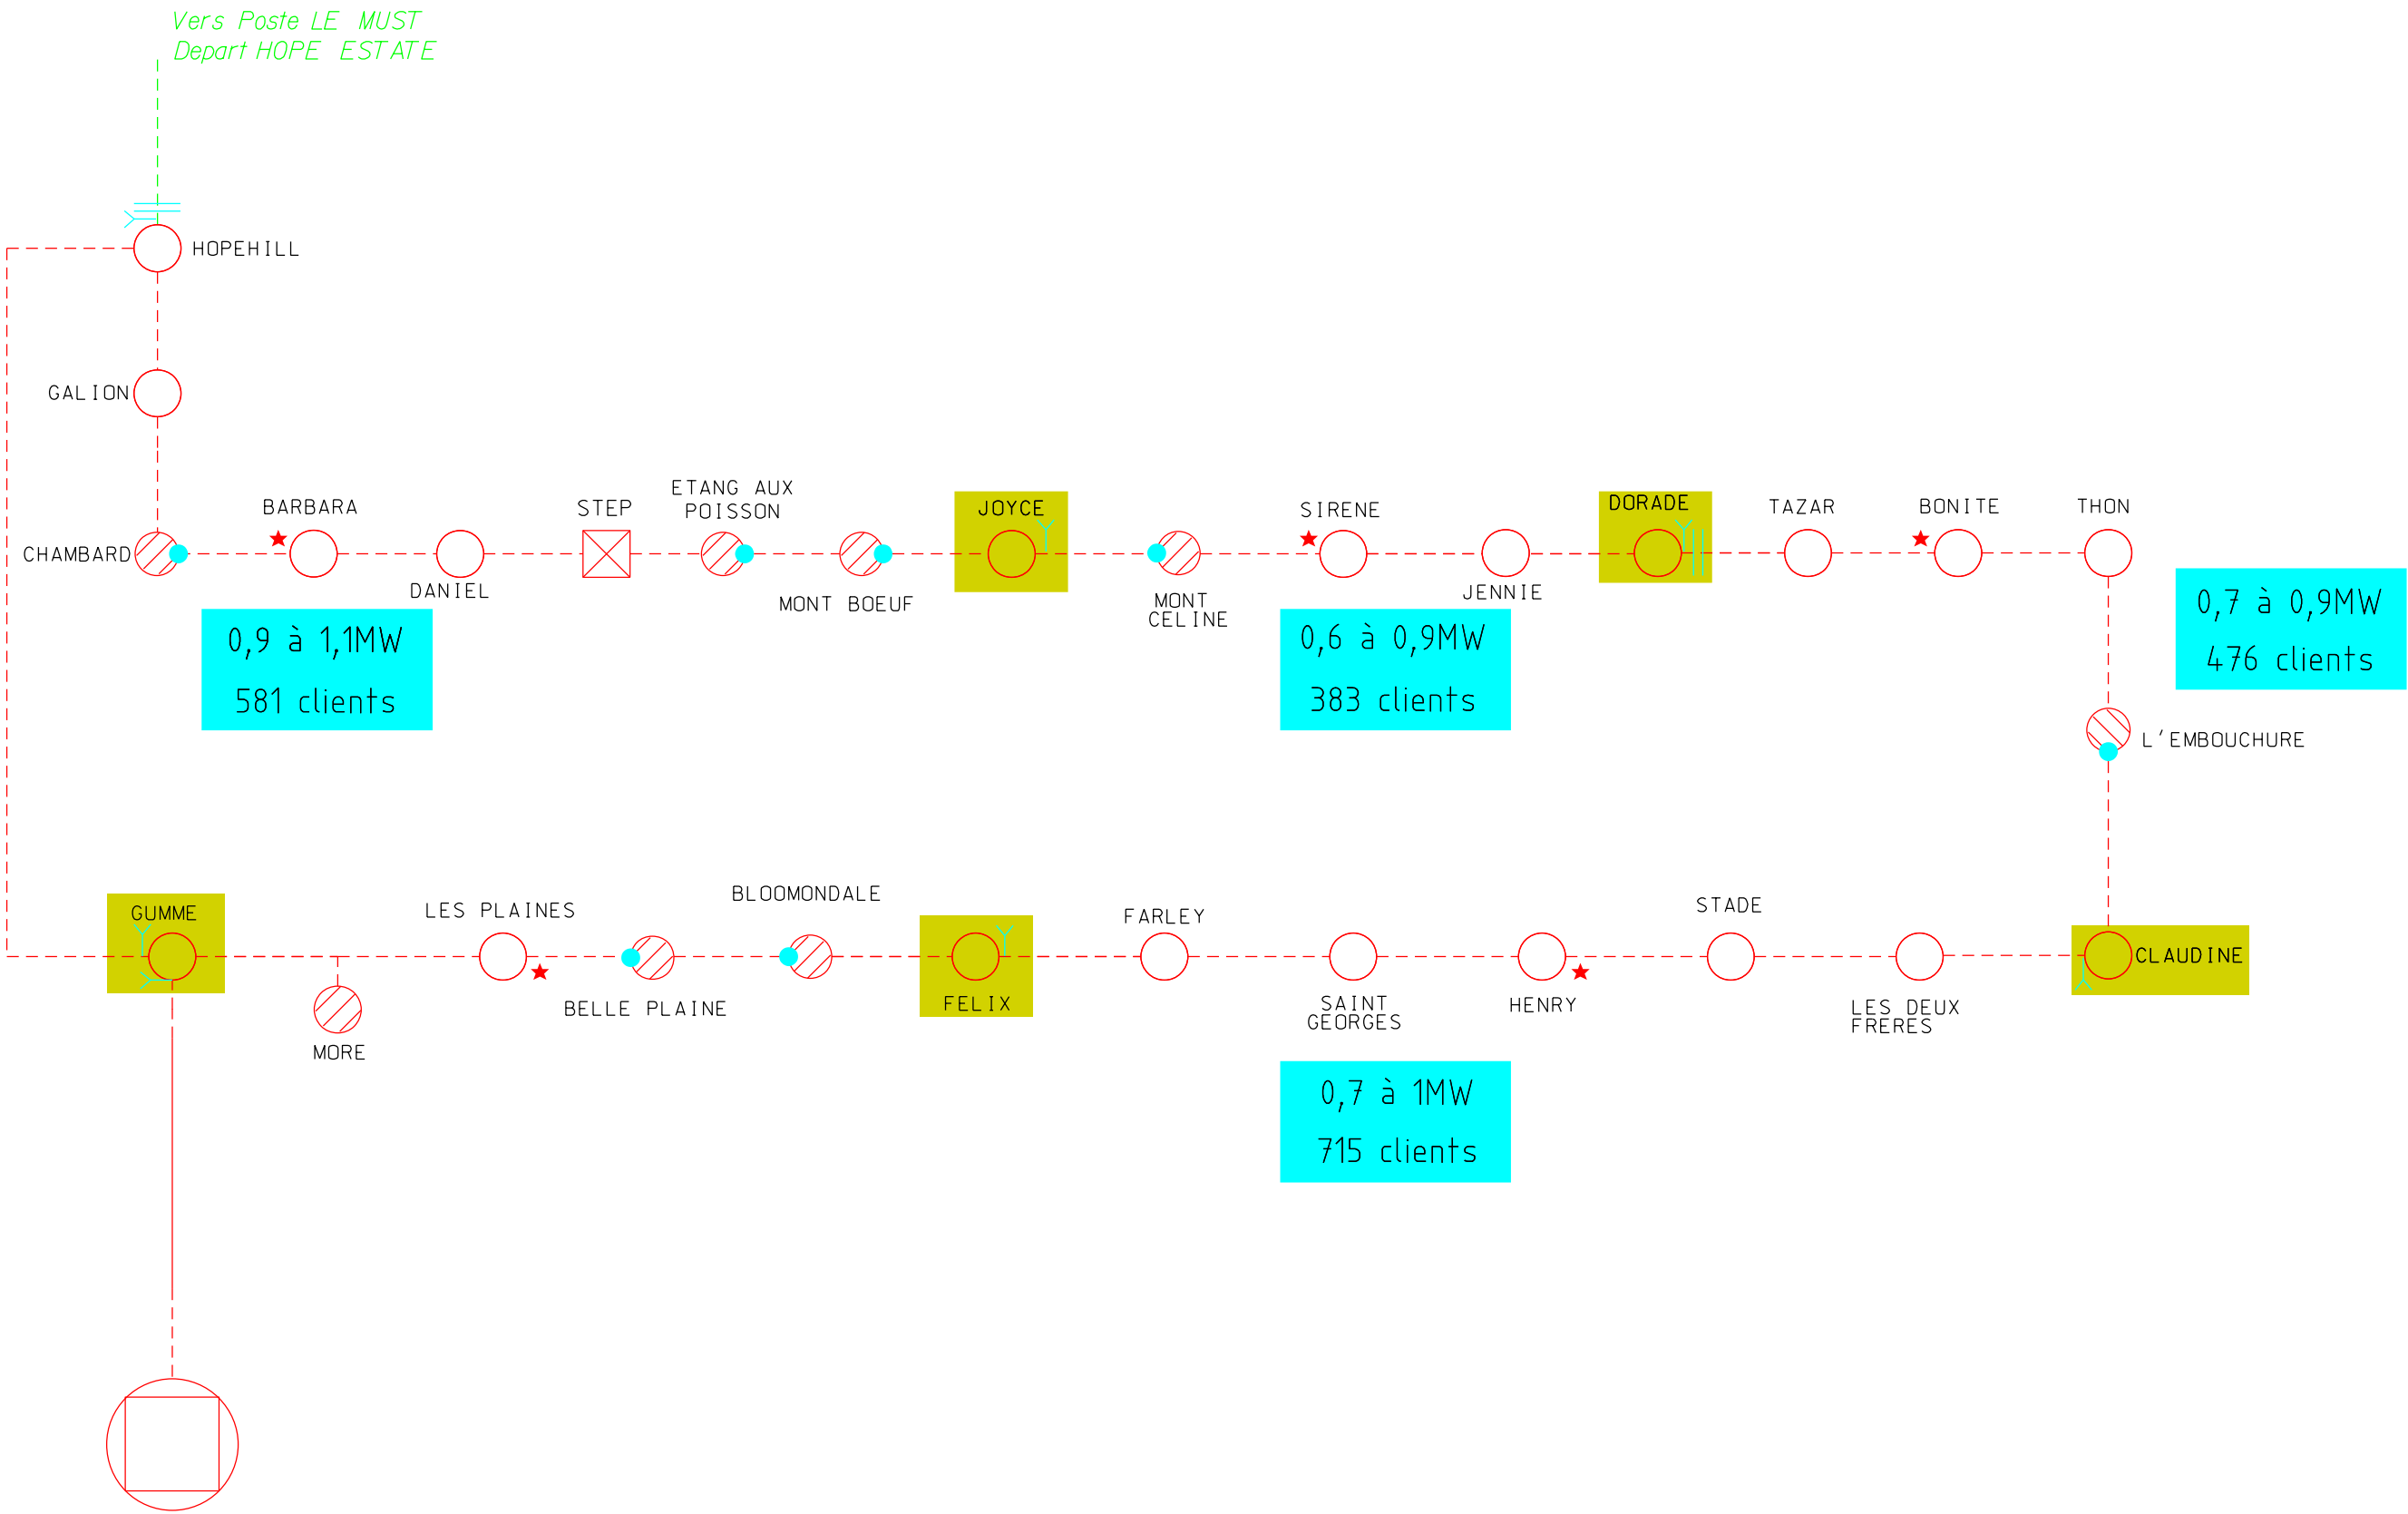 Vers Poste LE MUST
Depart HOPE ESTATE
HOPEHILL
GALION
CHAMBARD
BARBARA
DANIEL
STEP
ETANG AUX
POISSON
MONT BOEUF
JOYCE
MONT
CELINE
SIRENE
JENNIE
DORADE
TAZAR
BONITE
THON
0,9 à 1,1MW
581 clients
0,6 à 0,9MW
383 clients
0,7 à 0,9MW
476 clients
L'EMBOUCHURE
GUMME
MORE
LES PLAINES
BELLE PLAINE
BLOOMONDALE
FELIX
FARLEY
SAINT
GEORGES
HENRY
STADE
LES DEUX
FRERES
CLAUDINE
0,7 à 1MW
715 clients